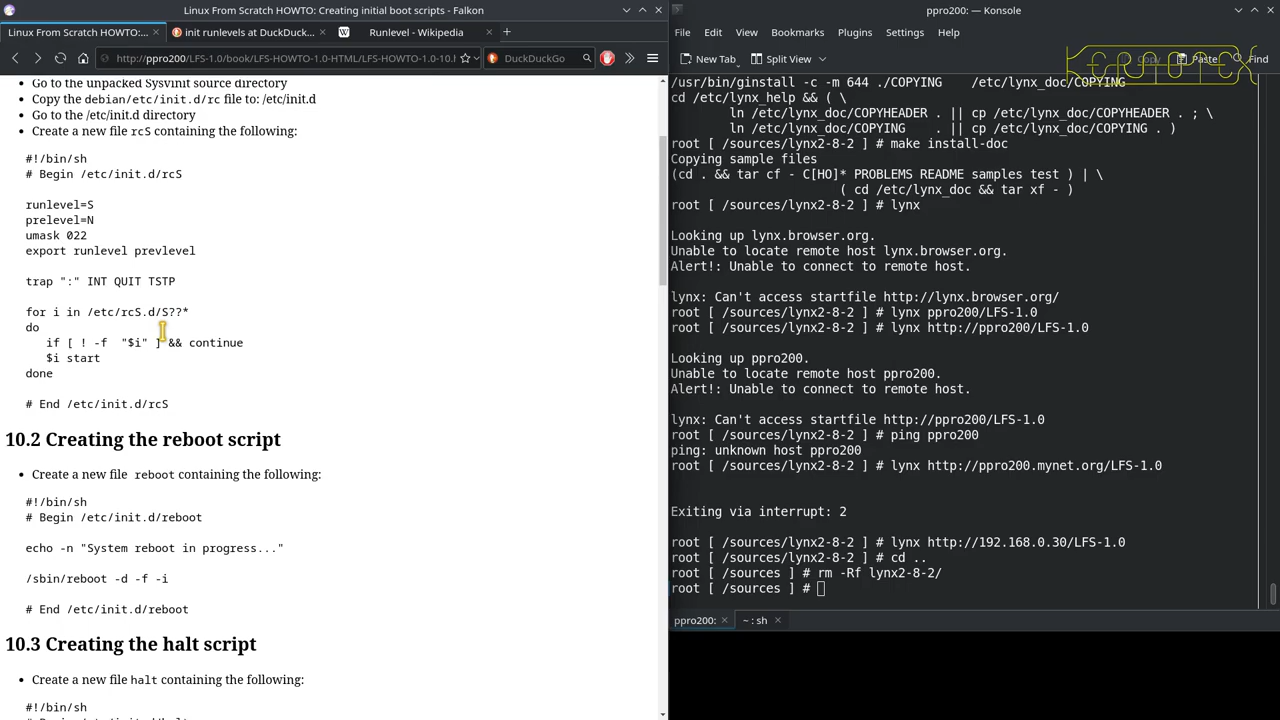 Linux From Scratch HOWTO: Creating initial boot scripts - Falkon
Linux From Scratch HOWTO:...
init runlevels at DuckDuck...
Runlevel - Wikipedia
http://ppro200/LFS-1.0/book/LFS-HOWTO-1.0-HTML/LFS-HOWTO-1.0-10.
DuckDuckGo
Go to the unpacked Sysvinit source directory
Copy the debian/etc/init.d/rc file to: /etc/init.d
Go to the /etc/init.d directory
Create a new file rcS containing the following:
#!/bin/sh
# Begin /etc/init.d/rcS
runlevel=S
prelevel=N
umask 022
export runlevel prevlevel
trap ":" INT QUIT TSTP
for i in /etc/rcS.d/S??*
do
if [ ! -f "$i" ] && continue
$i start
done
# End /etc/init.d/rcS
10.2 Creating the reboot script
Create a new file reboot containing the following:
#!/bin/sh
# Begin /etc/init.d/reboot
echo -n "System reboot in progress..."
/sbin/reboot -d -f -i
# End /etc/init.d/reboot
10.3 Creating the halt script
Create a new file halt containing the following:
#!/bin/sh
# Begin /etc/init.d/halt
ppro200: — Konsole
File Edit View Bookmarks Plugins Settings Help
New Tab Split View Copy Paste Find
/usr/bin/ginstall -c -m 644 ./COPYING /etc/lynx_doc/COPYING
cd /etc/lynx_help && ( \
ln /etc/lynx_doc/COPYHEADER . || cp /etc/lynx_doc/COPYHEADER . ; \
ln /etc/lynx_doc/COPYING . || cp /etc/lynx_doc/COPYING . )
root [ /sources/lynx2-8-2 ] # make install-doc
Copying sample files
(cd . && tar cf - C[HO]* PROBLEMS README samples test ) | \
( cd /etc/lynx_doc && tar xf - )
root [ /sources/lynx2-8-2 ] # lynx
Looking up lynx.browser.org.
Unable to locate remote host lynx.browser.org.
Alert!: Unable to connect to remote host.
lynx: Can't access startfile http://lynx.browser.org/
root [ /sources/lynx2-8-2 ] # lynx ppro200/LFS-1.0
root [ /sources/lynx2-8-2 ] # lynx http://ppro200/LFS-1.0
Looking up ppro200.
Unable to locate remote host ppro200.
Alert!: Unable to connect to remote host.
lynx: Can't access startfile http://ppro200/LFS-1.0
root [ /sources/lynx2-8-2 ] # ping ppro200
ping: unknown host ppro200
root [ /sources/lynx2-8-2 ] # lynx http://ppro200.mynet.org/LFS-1.0
Exiting via interrupt: 2
root [ /sources/lynx2-8-2 ] # lynx http://192.168.0.30/LFS-1.0
root [ /sources/lynx2-8-2 ] # cd ..
root [ /sources ] # rm -Rf lynx2-8-2/
root [ /sources ] #
ppro200:
~ : sh